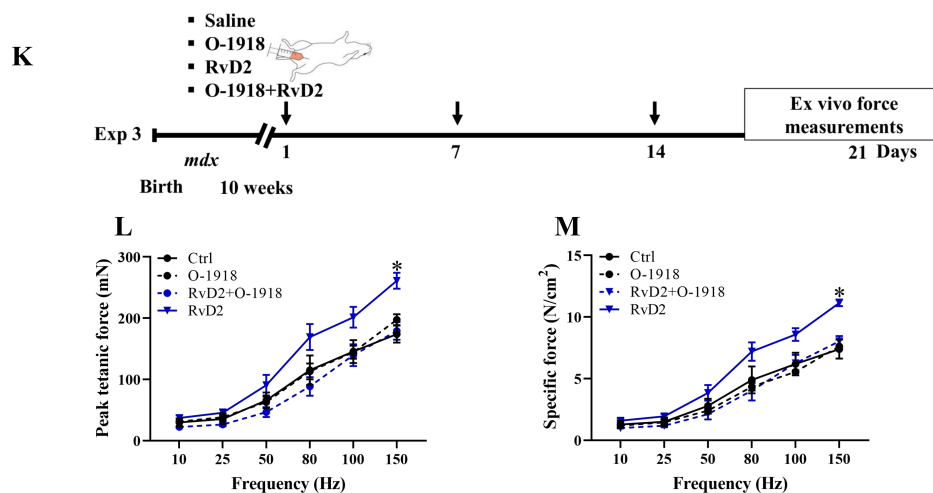 K
▪ Saline
▪ O-1918
▪ RvD2
▪ O-1918+RvD2
Exp 3
Ex vivo force
measurements
1 7 14 21 Days
mdx
Birth 10 weeks
L
Peak tetanic force (mN)
300
200
100
0
Ctrl
O-1918
RvD2+O-1918
RvD2
*
10 25 50 80 100 150
Frequency (Hz)
M
Specific force (N/cm²)
15
10
5
0
Ctrl
O-1918
RvD2+O-1918
RvD2
*
10 25 50 80 100 150
Frequency (Hz)